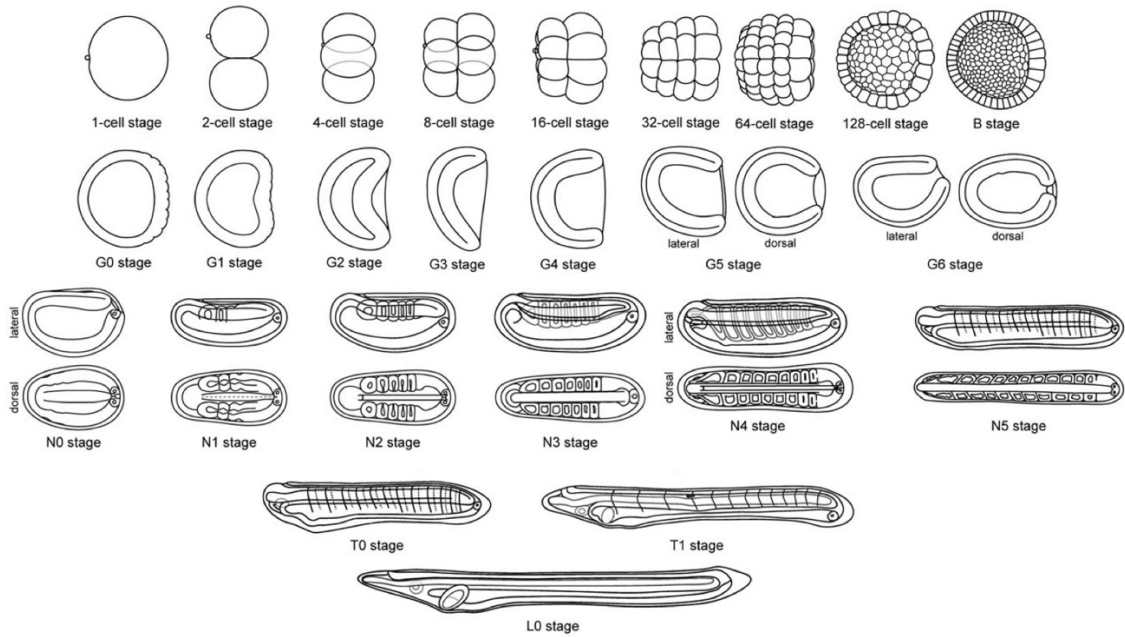 1-cell stage 2-cell stage 4-cell stage 8-cell stage 16-cell stage 32-cell stage 64-cell stage 128-cell stage B stage
lateral dorsal lateral dorsal
G0 stage G1 stage G2 stage G3 stage G4 stage G5 stage G6 stage
lateral lateral
dorsal dorsal
N0 stage N1 stage N2 stage N3 stage N4 stage N5 stage
T0 stage T1 stage
L0 stage